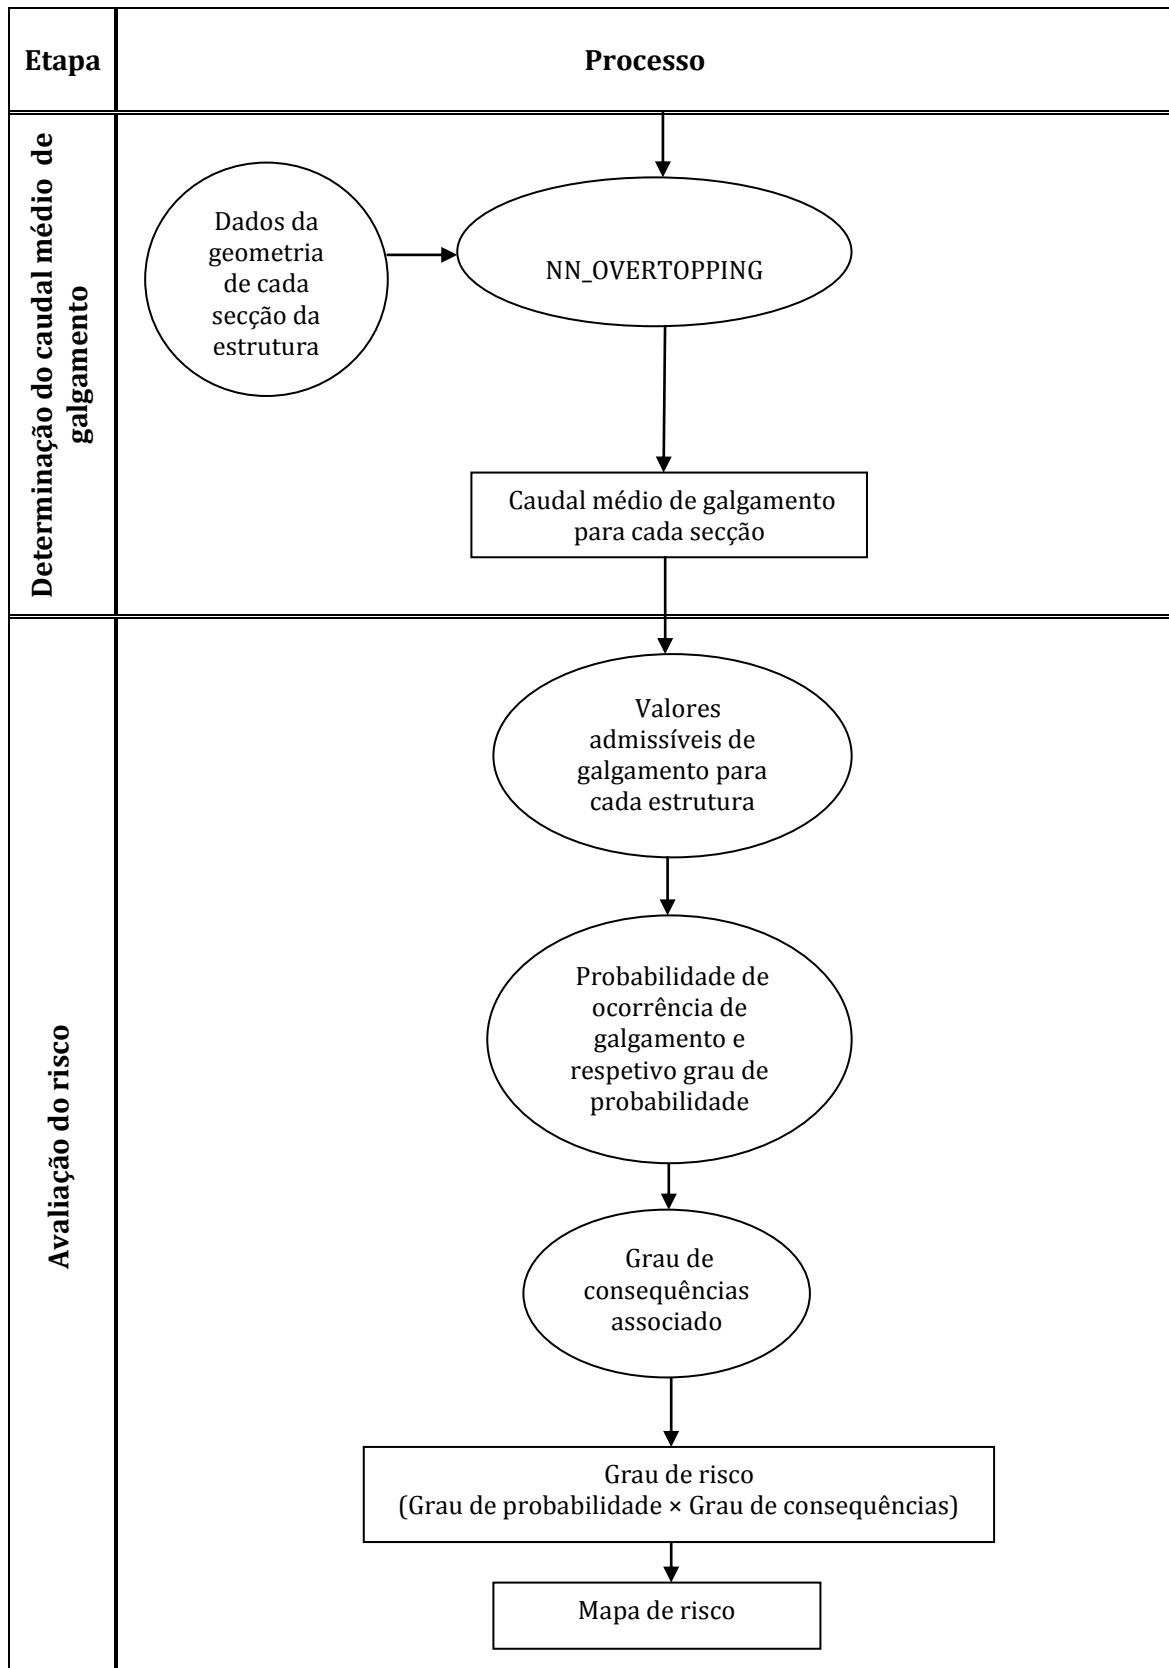 Etapa
Processo
Determinação do caudal médio de
galgamento
Dados da
geometria
de cada
secção da
estrutura
NN_OVERTOPPING
Caudal médio de galgamento
para cada secção
Avaliação do risco
Valores
admissíveis de
galgamento para
cada estrutura
Probabilidade de
ocorrência de
galgamento e
respetivo grau de
probabilidade
Grau de
consequências
associado
Grau de risco
(Grau de probabilidade × Grau de consequências)
Mapa de risco